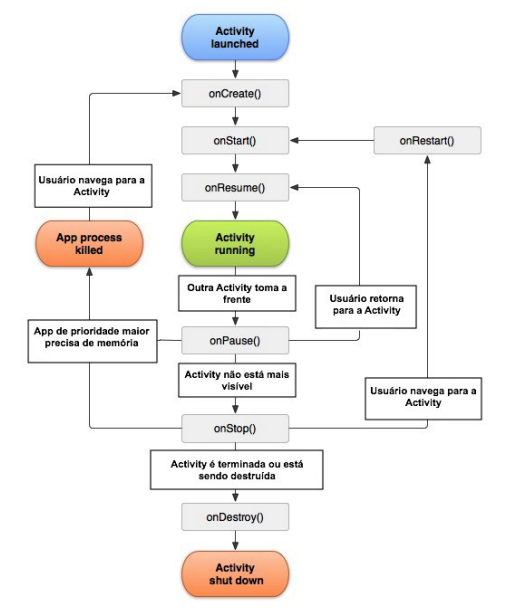 Activity
launched
onCreate()
onStart()
onRestart()
Usuário navega para a
Activity
onResume()
App process
killed
Activity
running
Outra Activity toma a
frente
Usuário retorna
para a Activity
App de prioridade maior
precisa de memória
onPause()
Activity não está mais
visível
Usuário navega para a
Activity
onStop()
Activity é terminada ou está
sendo destruída
onDestroy()
Activity
shut down